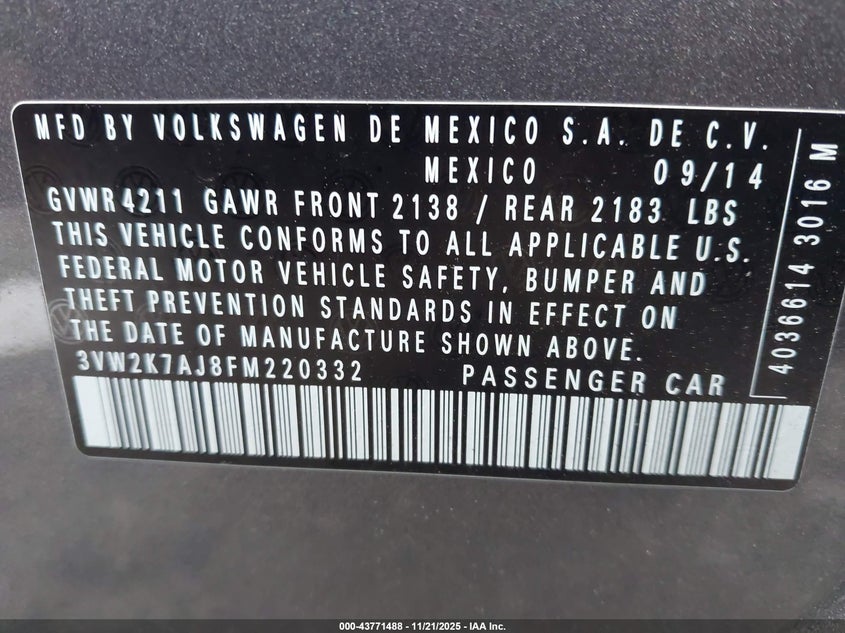 MFD BY VOLKSWAGEN DE MEXICO S.A. DE C.V.
MEXICO 09/14
GVWR 4211 GAWR FRONT 2138 / REAR 2183 LBS
THIS VEHICLE CONFORMS TO ALL APPLICABLE U.S.
FEDERAL MOTOR VEHICLE SAFETY, BUMPER AND
THEFT PREVENTION STANDARDS IN EFFECT ON
THE DATE OF MANUFACTURE SHOWN ABOVE.
3VW2K7AJ8FM220332 PASSENGER CAR
4036614 3016 M
000-43771488 - 11/21/2025 - IAA Inc.